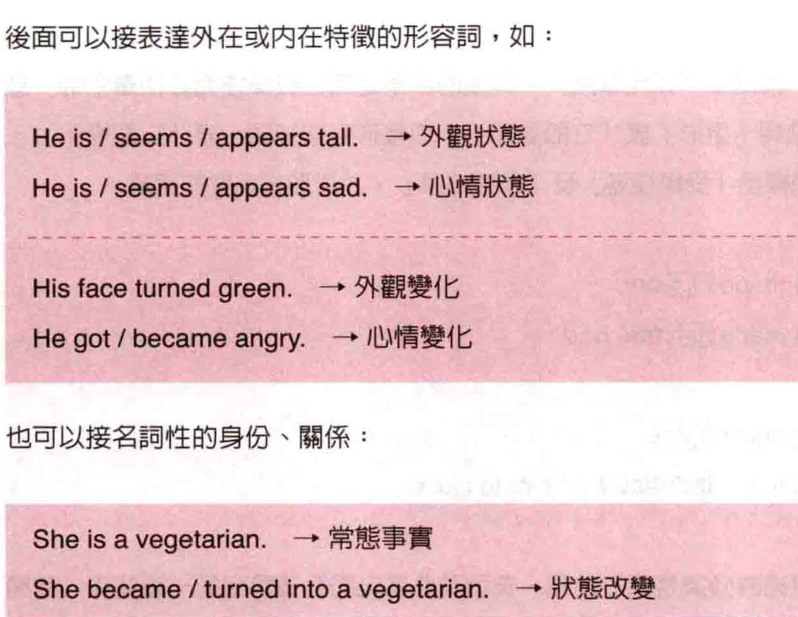 後面可以接表達外在或內在特徵的形容詞，如：
He is / seems / appears tall. → 外觀狀態
He is / seems / appears sad. → 心情狀態
His face turned green. → 外觀變化
He got / became angry. → 心情變化
也可以接名詞性的身份、關係：
She is a vegetarian. → 常態事實
She became / turned into a vegetarian. → 狀態改變